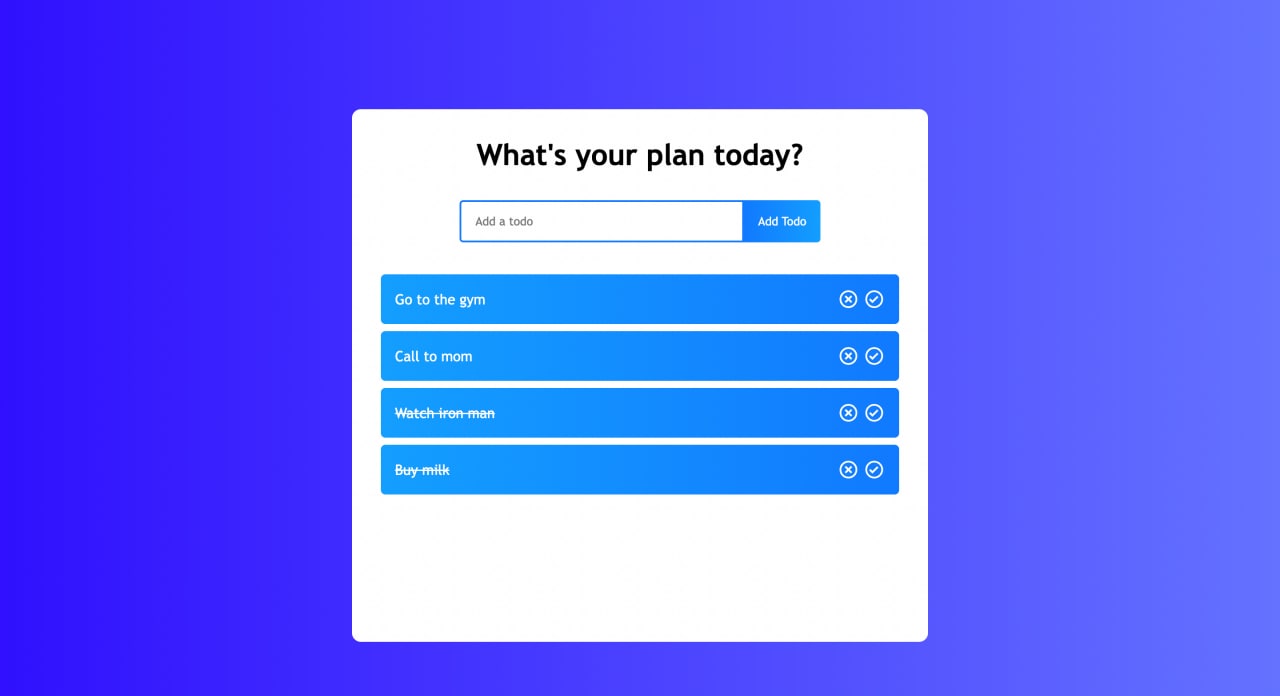 What's your plan today?
Add a todo
Add Todo
Go to the gym
Call to mom
Watch iron man
Buy milk